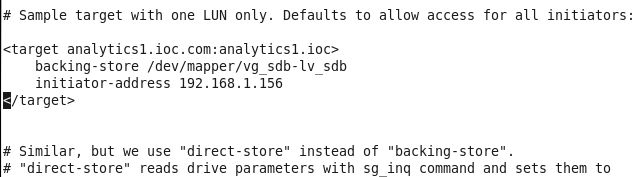 # Sample target with one LUN only. Defaults to allow access for all initiators:
<target analytics1.ioc.com:analytics1.ioc>
    backing-store /dev/mapper/vg_sdb-lv_sdb
    initiator-address 192.168.1.156
</target>
# Similar, but we use "direct-store" instead of "backing-store".
# "direct-store" reads drive parameters with sg_inq command and sets them to